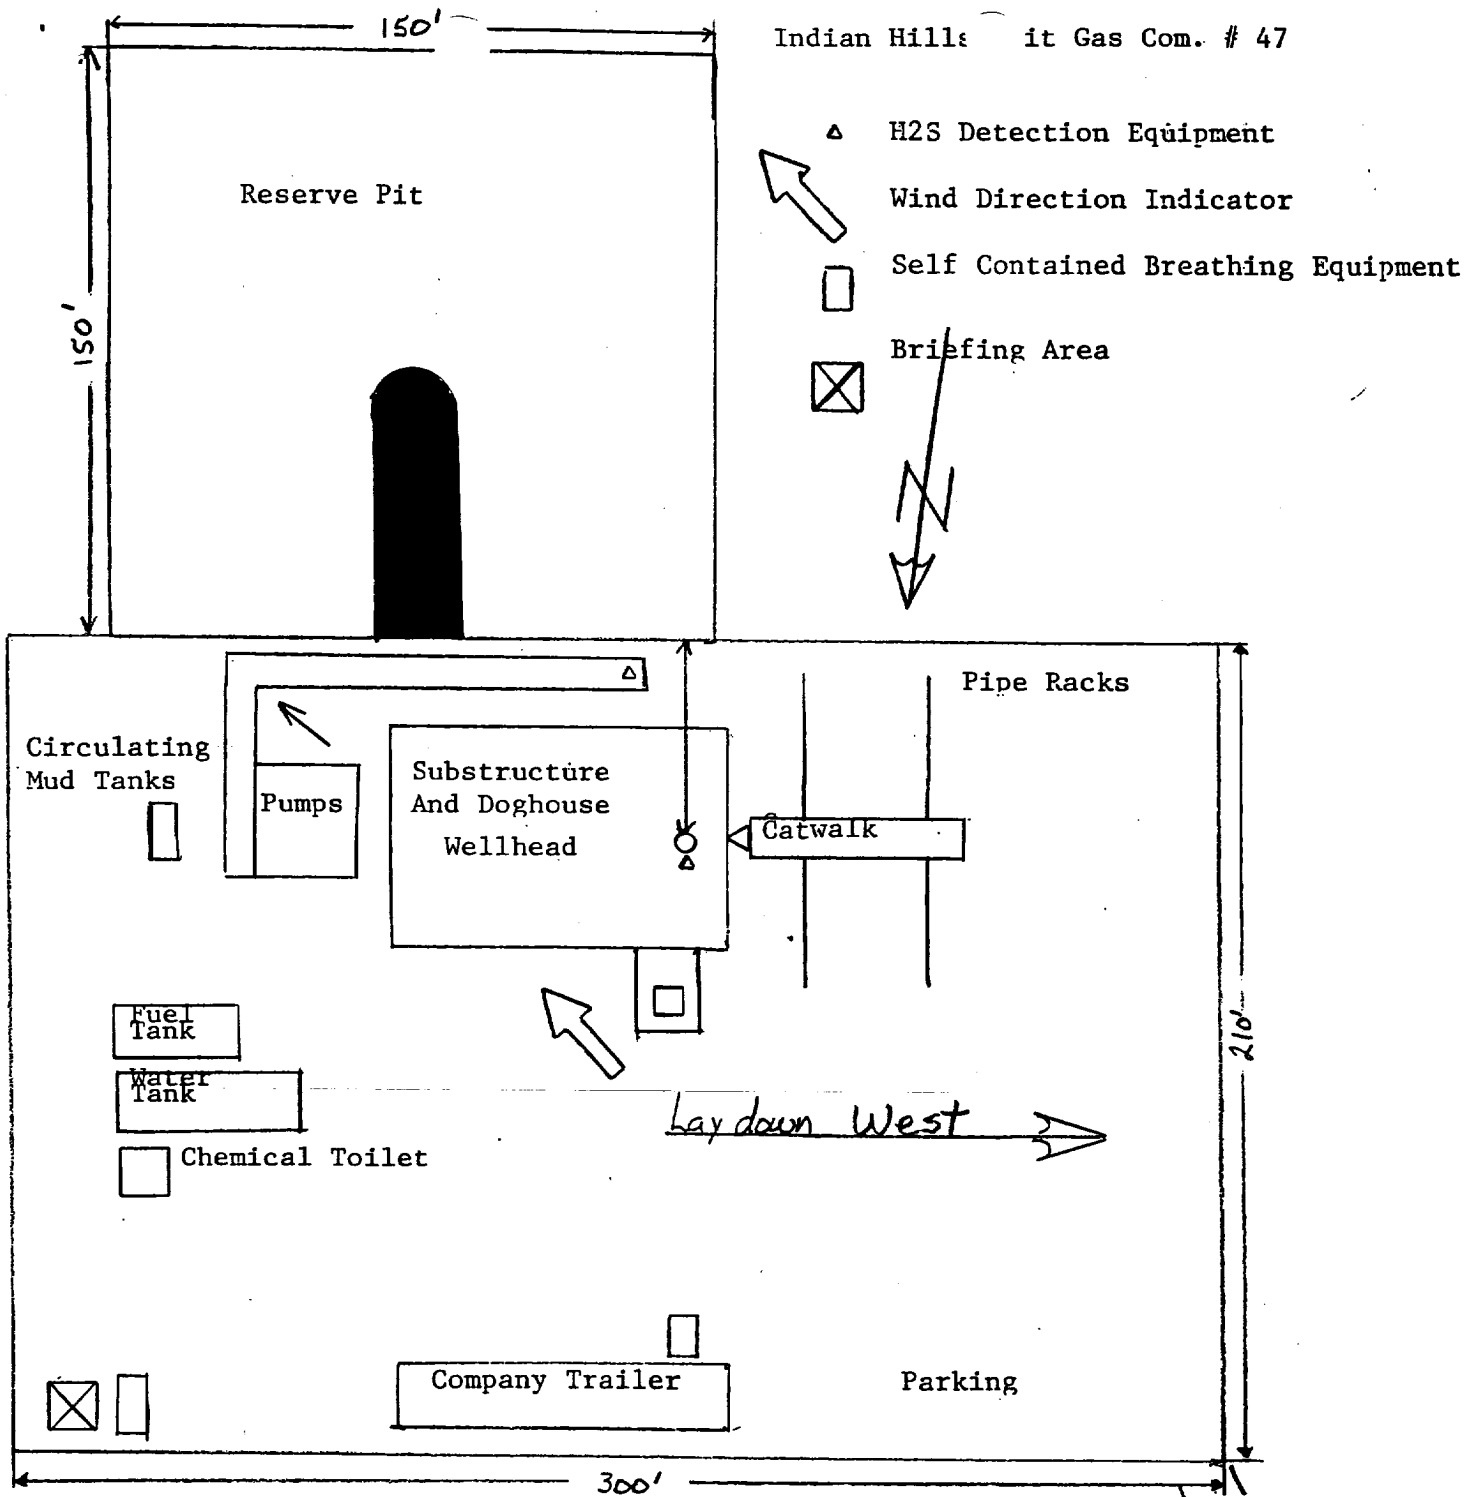 150'
Indian Hills it Gas Com. # 47
H2S Detection Equipment
Wind Direction Indicator
Self Contained Breathing Equipment
Briefing Area
N
Reserve Pit
150'
Pipe Racks
Circulating
Mud Tanks
Pumps
Substructure
And Doghouse
Wellhead
Catwalk
Fuel
Tank
Water
Tank
Chemical Toilet
Lay down West
210'
Company Trailer
Parking
300'